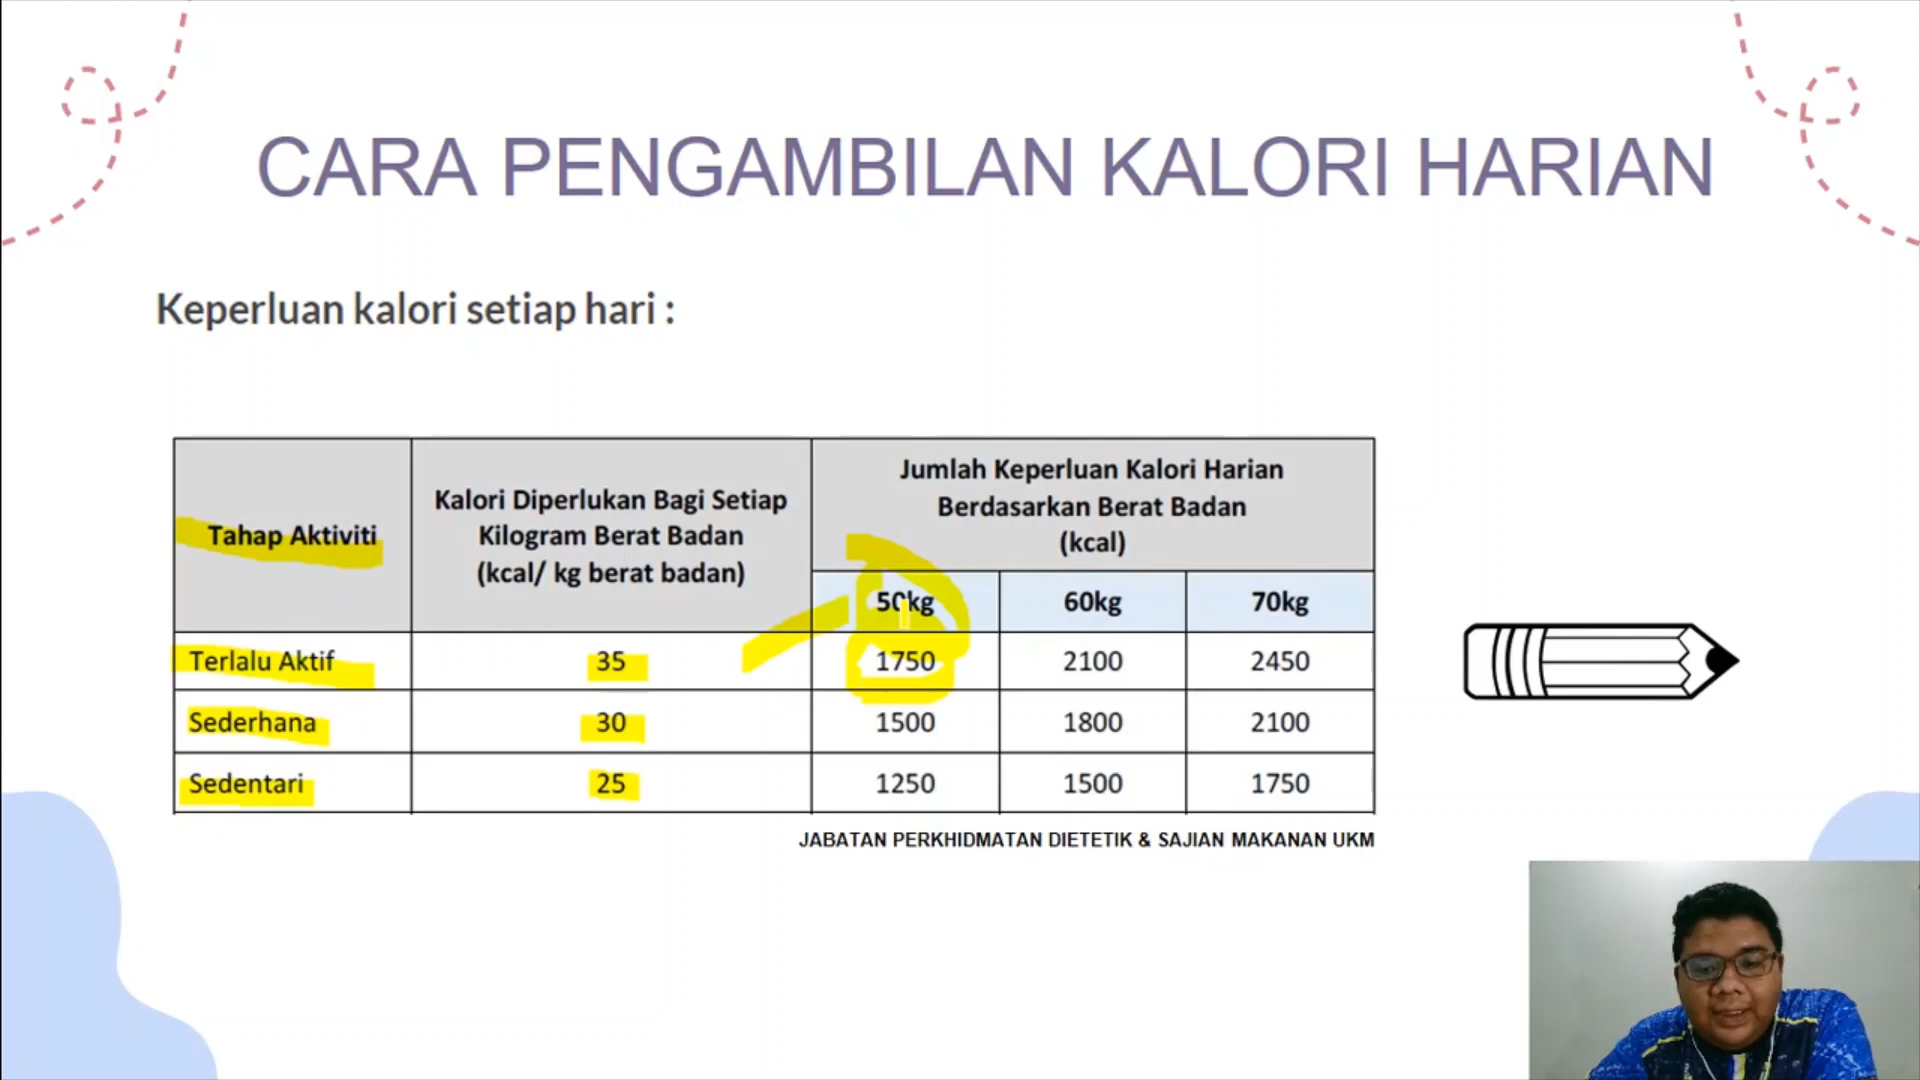 CARA PENGAMBILAN KALORI HARIAN
Keperluan kalori setiap hari :
Tahap Aktiviti
Kalori Diperlukan Bagi Setiap
Kilogram Berat Badan
(kcal/ kg berat badan)
Jumlah Keperluan Kalori Harian
Berdasarkan Berat Badan
(kcal)
50kg 60kg 70kg
Terlalu Aktif 35 1750 2100 2450
Sederhana 30 1500 1800 2100
Sedentari 25 1250 1500 1750
JABATAN PERKHIDMATAN DIETETIK & SAJIAN MAKANAN UKM